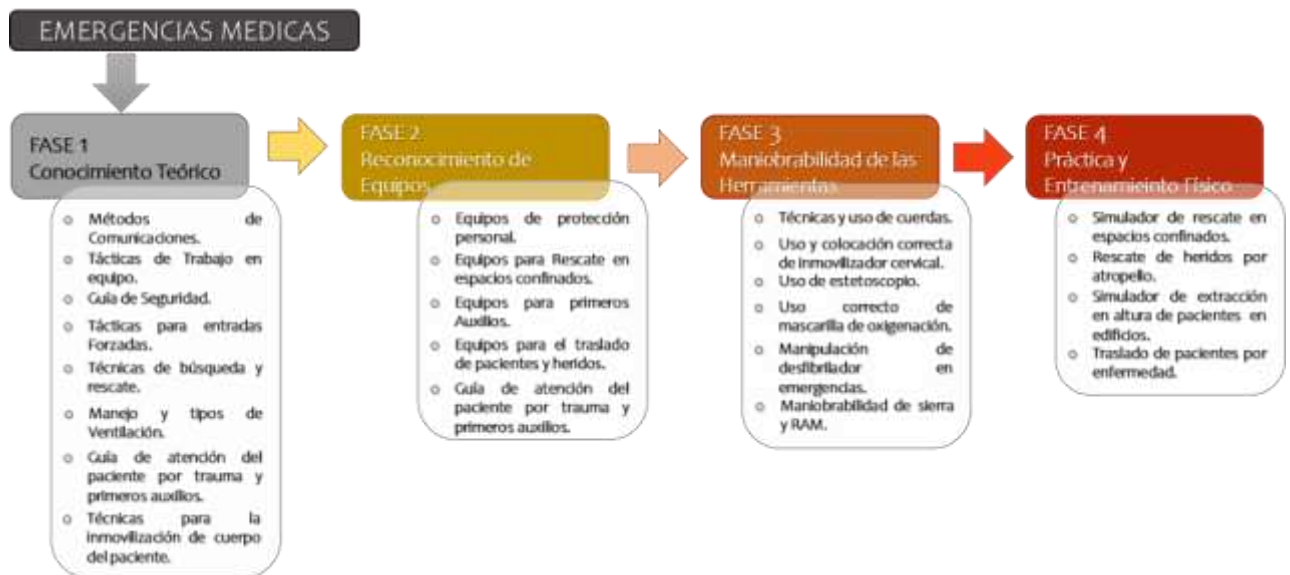 EMERGENCIAS MEDICAS
FASE 1
Conocimiento Teórico
o Métodos de
Comunicaciones.
o Tácticas de Trabajo en
equipo.
o Guía de Seguridad.
o Tácticas para entradas
Forzadas.
o Técnicas de búsqueda y
rescate.
o Manejo y tipos de
Ventilación.
o Guía de atención del
paciente por trauma y
primeros auxilios.
o Técnicas para la
inmovilización de cuerpo
del paciente.
FASE 2
Reconocimiento de
Equipos
o Equipos de protección
personal.
o Equipos para Rescate en
espacios confinados.
o Equipos para primeros
Auxilios.
o Equipos para el traslado
de pacientes y heridos.
o Guía de atención del
paciente por trauma y
primeros auxilios.
FASE 3
Maniobrabilidad de las
Herramientas
o Técnicas y uso de cuerdas.
o Uso y colocación correcta
de inmovilizador cervical.
o Uso de estetoscopio.
o Uso correcto de
mascarilla de oxigenación.
o Manipulación de
desfibrilador en
emergencias.
o Maniobrabilidad de sierra
y RAM.
FASE 4
Práctica y
Entrenamieinto Físico
o Simulador de rescate en
espacios confinados.
o Rescate de heridos por
atropello.
o Simulador de extracción
en altura de pacientes en
edificios.
o Traslado de pacientes por
enfermedad.